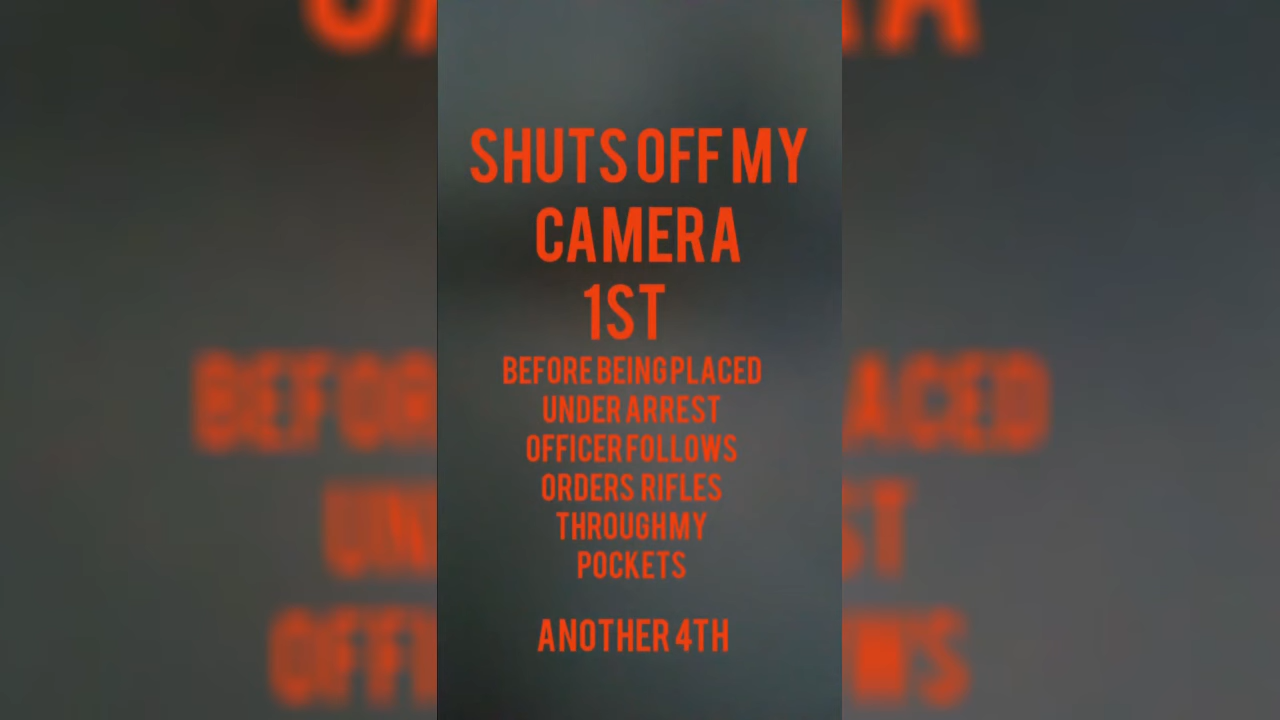 SHUTS OFF MY
CAMERA
1ST
BEFORE BEING PLACED
UNDER ARREST
OFFICER FOLLOWS
ORDERS RIFLES
THROUGH MY
POCKETS
ANOTHER 4TH